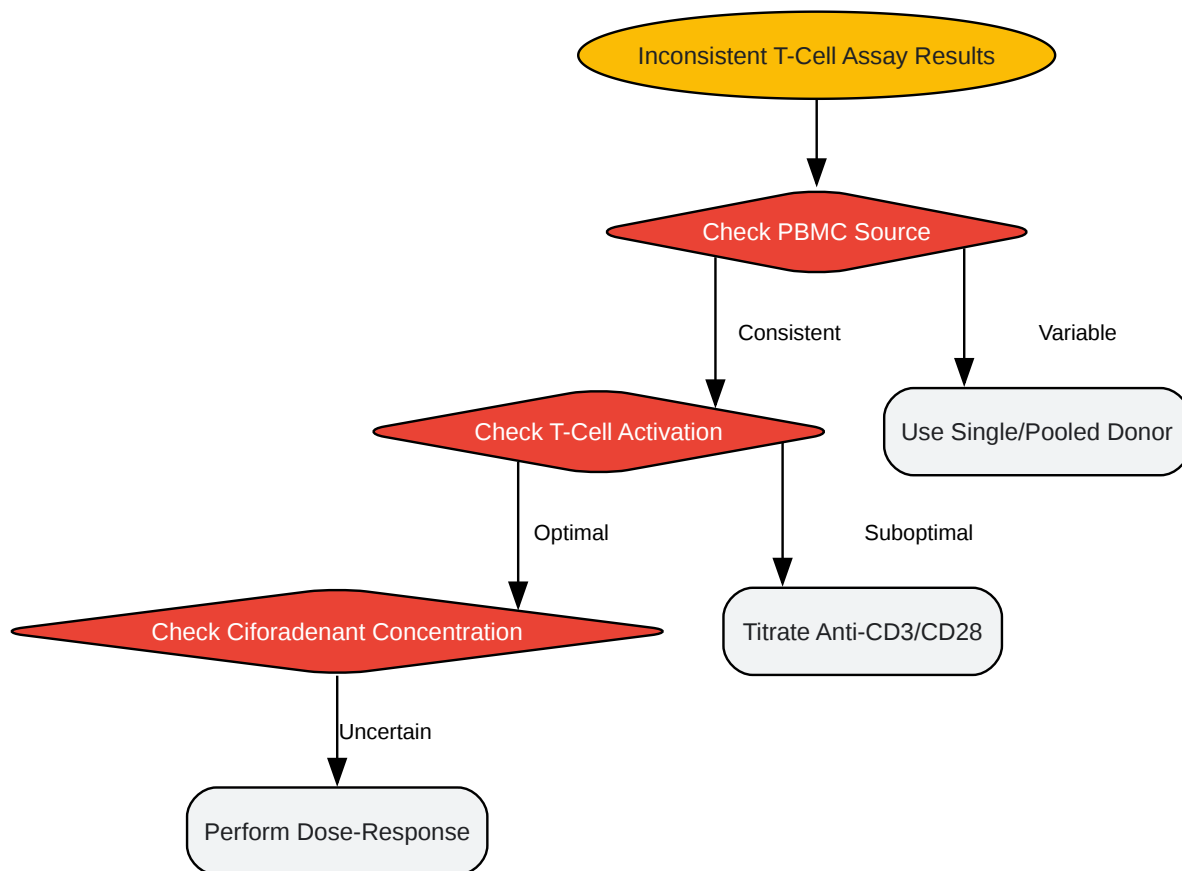 Inconsistent T-Cell Assay Results
Check PBMC Source
Consistent
Variable
Check T-Cell Activation
Use Single/Pooled Donor
Optimal
Suboptimal
Check Ciforadenant Concentration
Titrate Anti-CD3/CD28
Uncertain
Perform Dose-Response